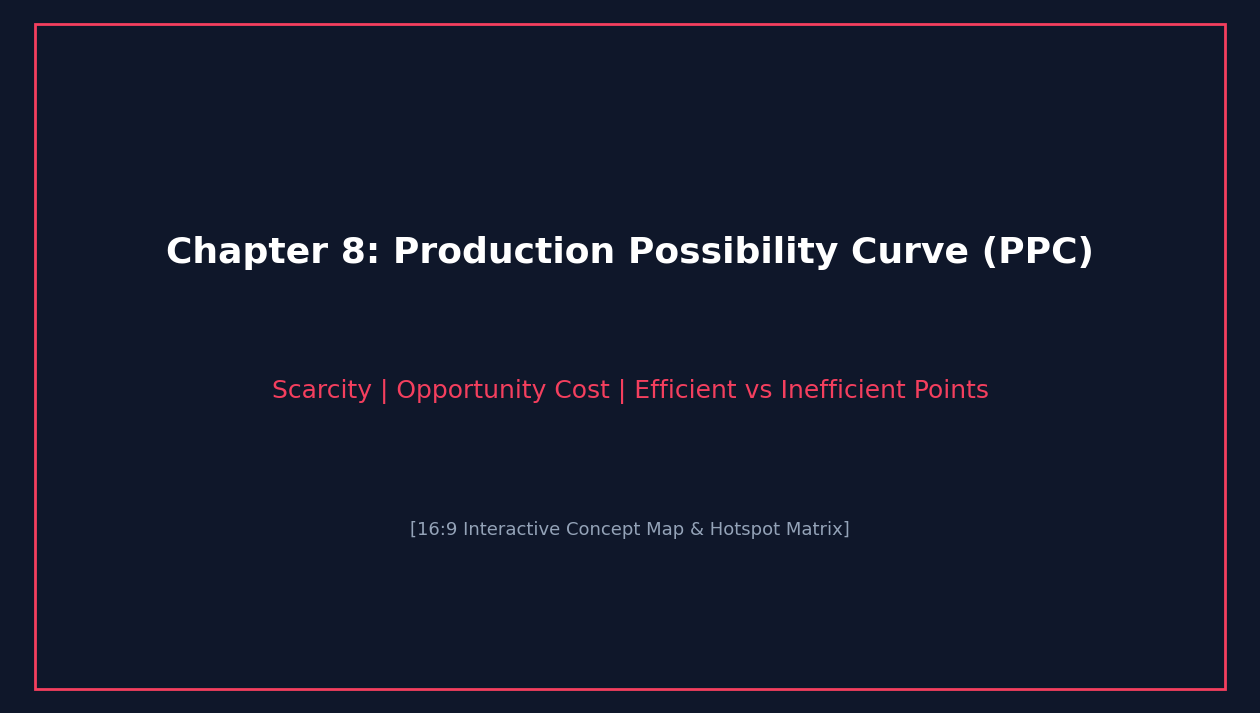 Chapter 8: Production Possibility Curve (PPC)
Scarcity | Opportunity Cost | Efficient vs Inefficient Points
[16:9 Interactive Concept Map & Hotspot Matrix]